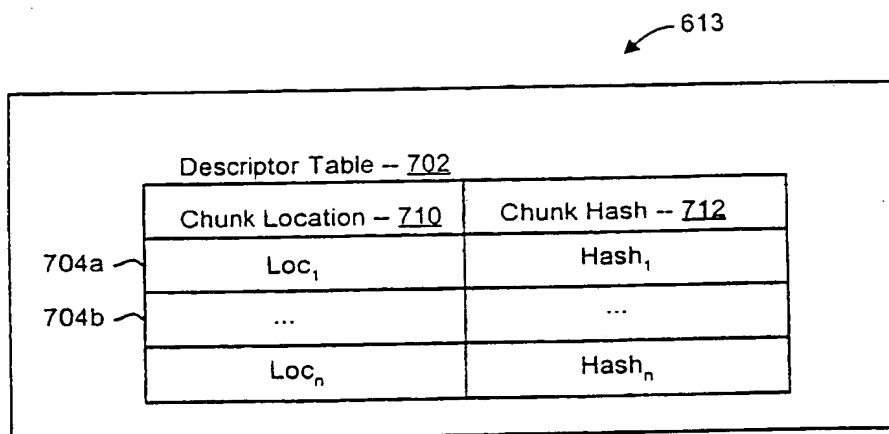 613
Descriptor Table -- 702
Chunk Location -- 710 Chunk Hash -- 712
704a Loc₁ Hash₁
704b ... ...
Locₙ Hashₙ